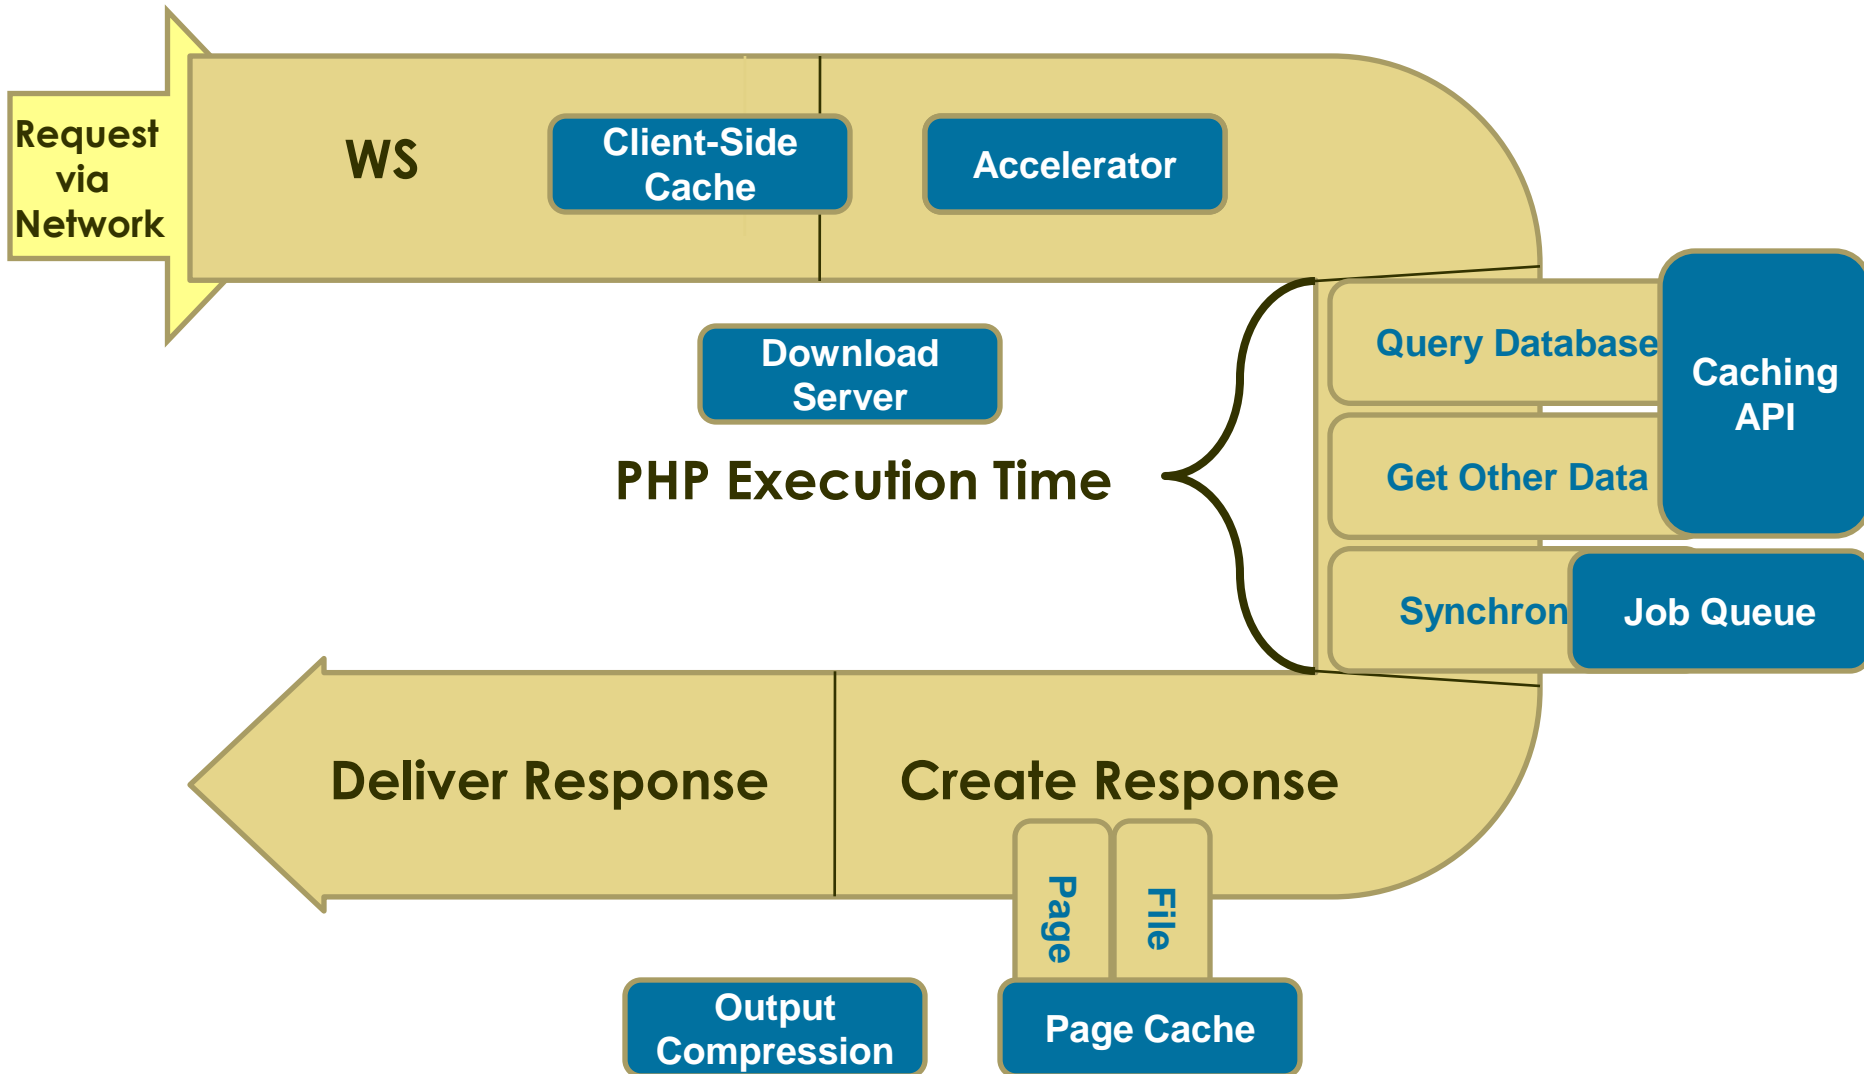 Request
via
Network
WS
Client-Side
Cache
Accelerator
Download
Server
PHP Execution Time
Query Database
Get Other Data
Caching
API
Synchron
Job Queue
Deliver Response
Create Response
Page
File
Output
Compression
Page Cache